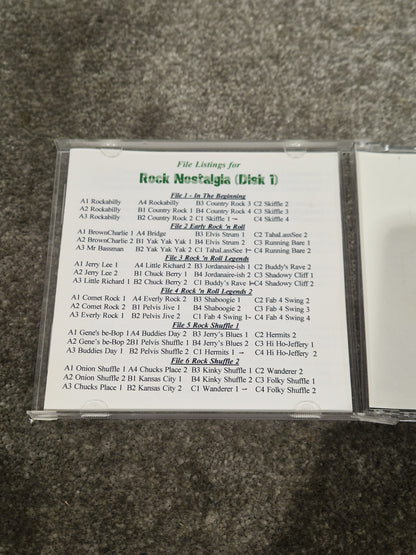 File Listings for
Rock Nostalgia (Disk 1)
File 1 - In The Beginning
A1 Rockabilly A4 Rockabilly B3 Country Rock 3 C2 Skiffle 2
A2 Rockabilly B1 Country Rock 1 B4 Country Rock 4 C3 Skiffle 3
A3 Rockabilly B2 Country Rock 2 C1 Skiffle 1→ C4 Skiffle 4
File 2 Early Rock 'n Roll
A1 BrownCharlie 1 A4 Bridge B3 Elvis Strum 1 C2 TahaLassSee 2
A2 BrownCharlie 2 B1 Yak Yak Yak 1 B4 Elvis Strum 2 C3 Running Bare 1
A3 Mr Bassman B2 Yak Yak Yak 2 C1 TahaLassSee 1→ C4 Running Bare 2
File 3 Rock 'n Roll Legends
A1 Jerry Lee 1 A4 Little Richard 2 B3 Jordanaire-ish 1 C2 Buddy's Rave 2
A2 Jerry Lee 2 B1 Chuck Berry 1 B4 Jordanaire-ish 2 C3 Shadowy Cliff 1
A3 Little Richard 1 B2 Chuck Berry 2 C1 Buddy's Rave 1→ C4 Shadowy Cliff 2
File 4 Rock 'n Roll Legends 2
A1 Comet Rock 1 A4 Everly Rock 2 B3 Shaboogie 1 C2 Fab 4 Swing 2
A2 Comet Rock 2 B1 Pelvis Jive 1 B4 Shaboogie 2 C3 Fab 4 Swing 3
A3 Everly Rock 1 B2 Pelvis Jive 2 C1 Fab 4 Swing 1→ C4 Fab 4 Swing 4
File 5 Rock Shuffle 1
A1 Gene's be-Bop 1 A4 Buddies Day 2 B3 Jerry's Blues 1 C2 Hermits 2
A2 Gene's be-Bop 2 B1 Pelvis Shuffle 1 B4 Jerry's Blues 2 C3 Hi Ho-Jeffery 1
A3 Buddies Day 1 B2 Pelvis Shuffle 2 C1 Hermits 1 → C4 Hi Ho-Jeffery 2
File 6 Rock Shuffle 2
A1 Onion Shuffle 1 A4 Chucks Place 2 B3 Kinky Shuffle 1 C2 Wanderer 2
A2 Onion Shuffle 2 B1 Kansas City 1 B4 Kinky Shuffle 2 C3 Folky Shuffle 1
A3 Chucks Place 1 B2 Kansas City 2 C1 Wanderer 1 → C4 Folky Shuffle 2